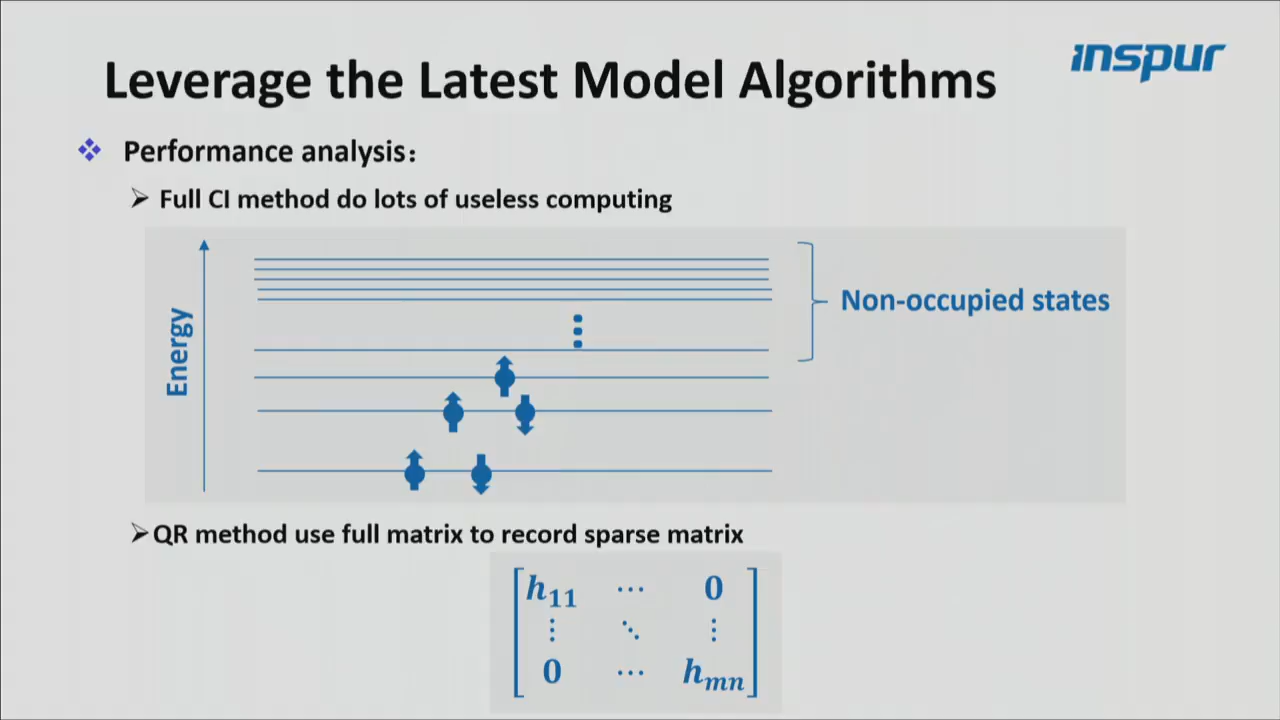 inspur
Leverage the Latest Model Algorithms
❖ Performance analysis：
➢ Full CI method do lots of useless computing
Energy
Non-occupied states
➢QR method use full matrix to record sparse matrix
h₁₁ ⋯ 0
⋮ ⋱ ⋮
0 ⋯ hₘₙ